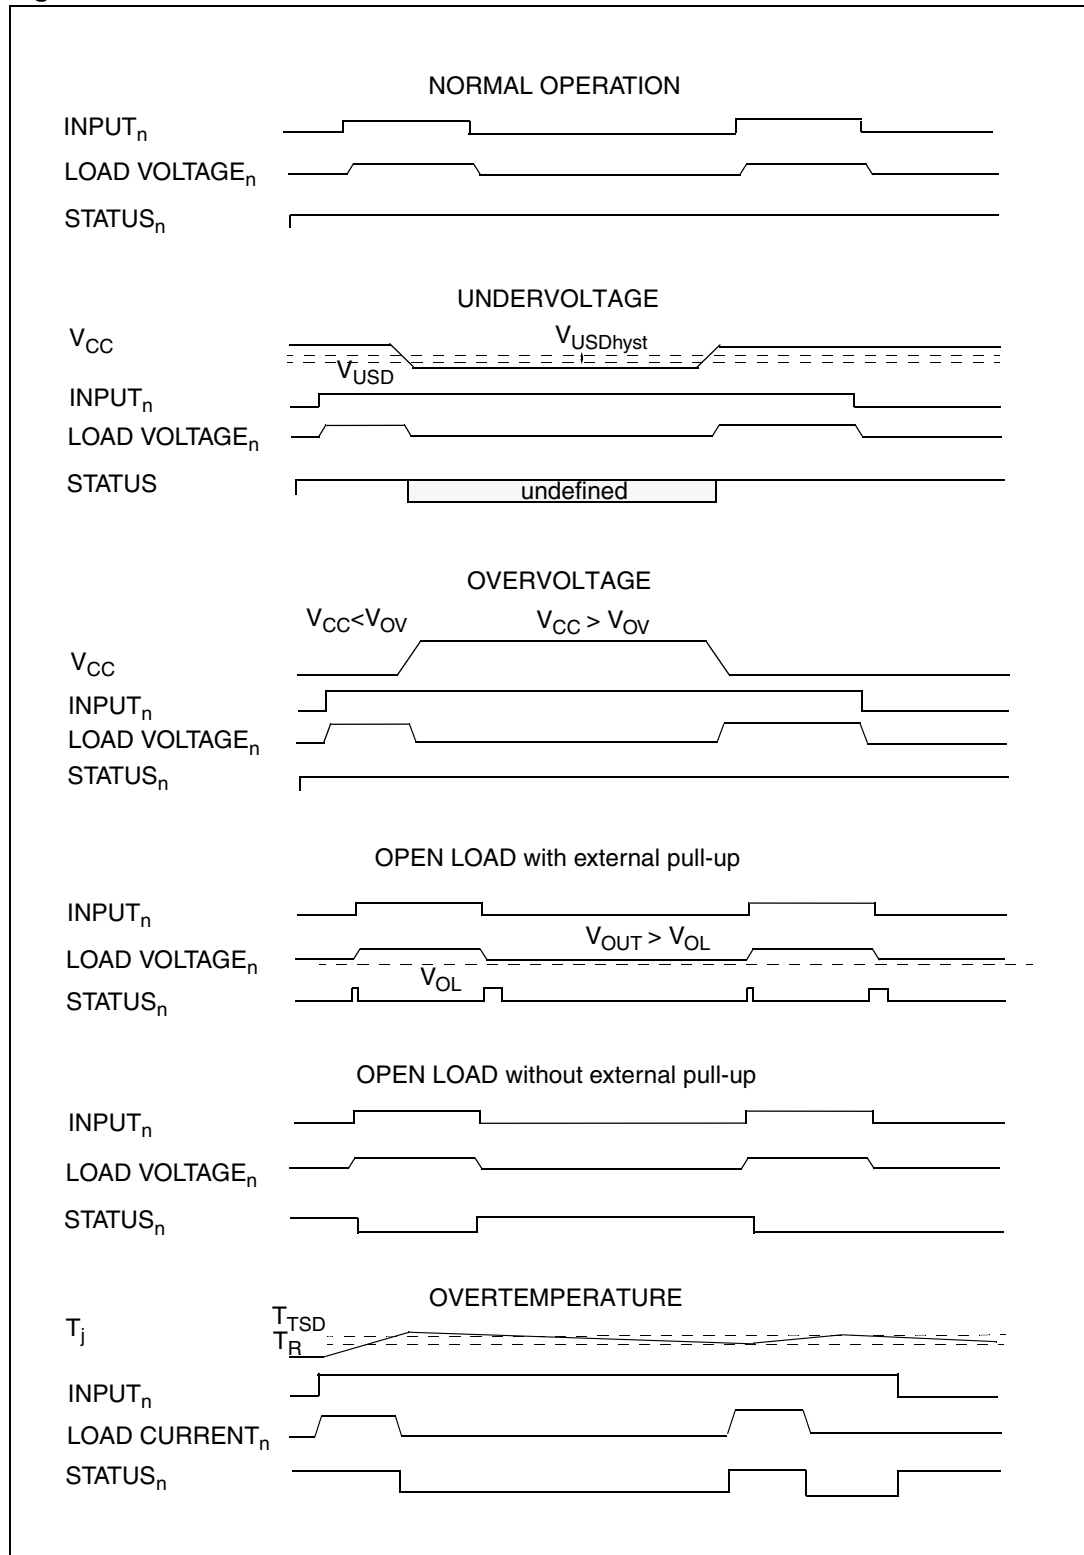 NORMAL OPERATION
INPUTn
LOAD VOLTAGEn
STATUSn
UNDERVOLTAGE
VCC
VUSDhyst
VUSD
INPUTn
LOAD VOLTAGEn
STATUS
undefined
OVERVOLTAGE
VCC<VOV
VCC > VOV
VCC
INPUTn
LOAD VOLTAGEn
STATUSn
OPEN LOAD with external pull-up
INPUTn
VOUT > VOL
LOAD VOLTAGEn
VOL
STATUSn
OPEN LOAD without external pull-up
INPUTn
LOAD VOLTAGEn
STATUSn
OVERTEMPERATURE
Tj
TTSD
TR
INPUTn
LOAD CURRENTn
STATUSn